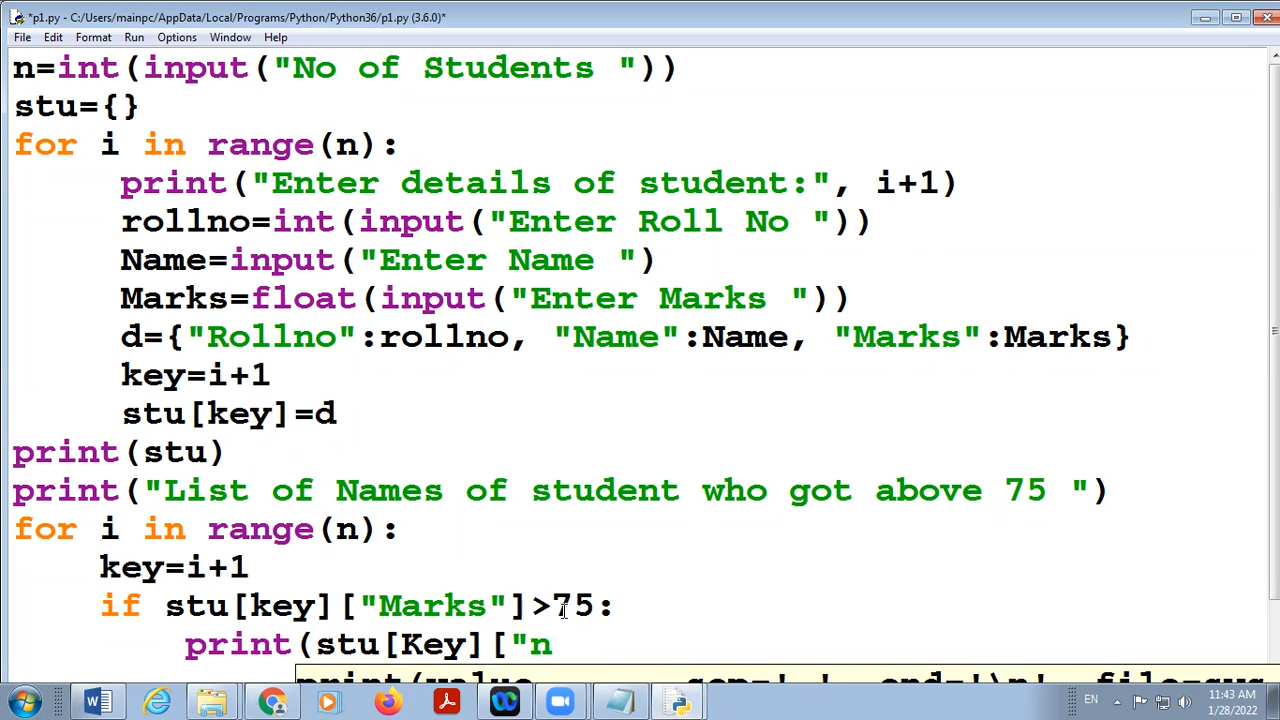 *p1.py - C:/Users/mainpc/AppData/Local/Programs/Python/Python36/p1.py (3.6.0)*
File Edit Format Run Options Window Help
n=int(input("No of Students "))
stu={}
for i in range(n):
     print("Enter details of student:", i+1)
     rollno=int(input("Enter Roll No "))
     Name=input("Enter Name ")
     Marks=float(input("Enter Marks "))
     d={"Rollno":rollno, "Name":Name, "Marks":Marks}
     key=i+1
     stu[key]=d
print(stu)
print("List of Names of student who got above 75 ")
for i in range(n):
    key=i+1
    if stu[key]["Marks"]>75:
        print(stu[Key]["n
EN
11:43 AM
1/28/2022